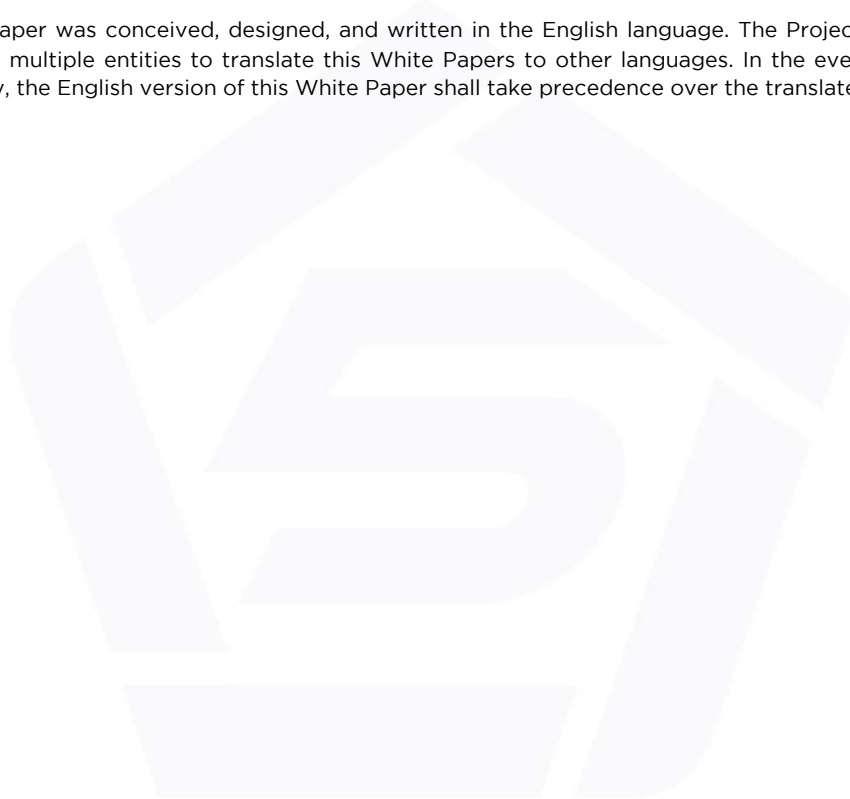 aper was conceived, designed, and written in the English language. The Projec
multiple entities to translate this White Papers to other languages. In the eve
, the English version of this White Paper shall take precedence over the translate
5